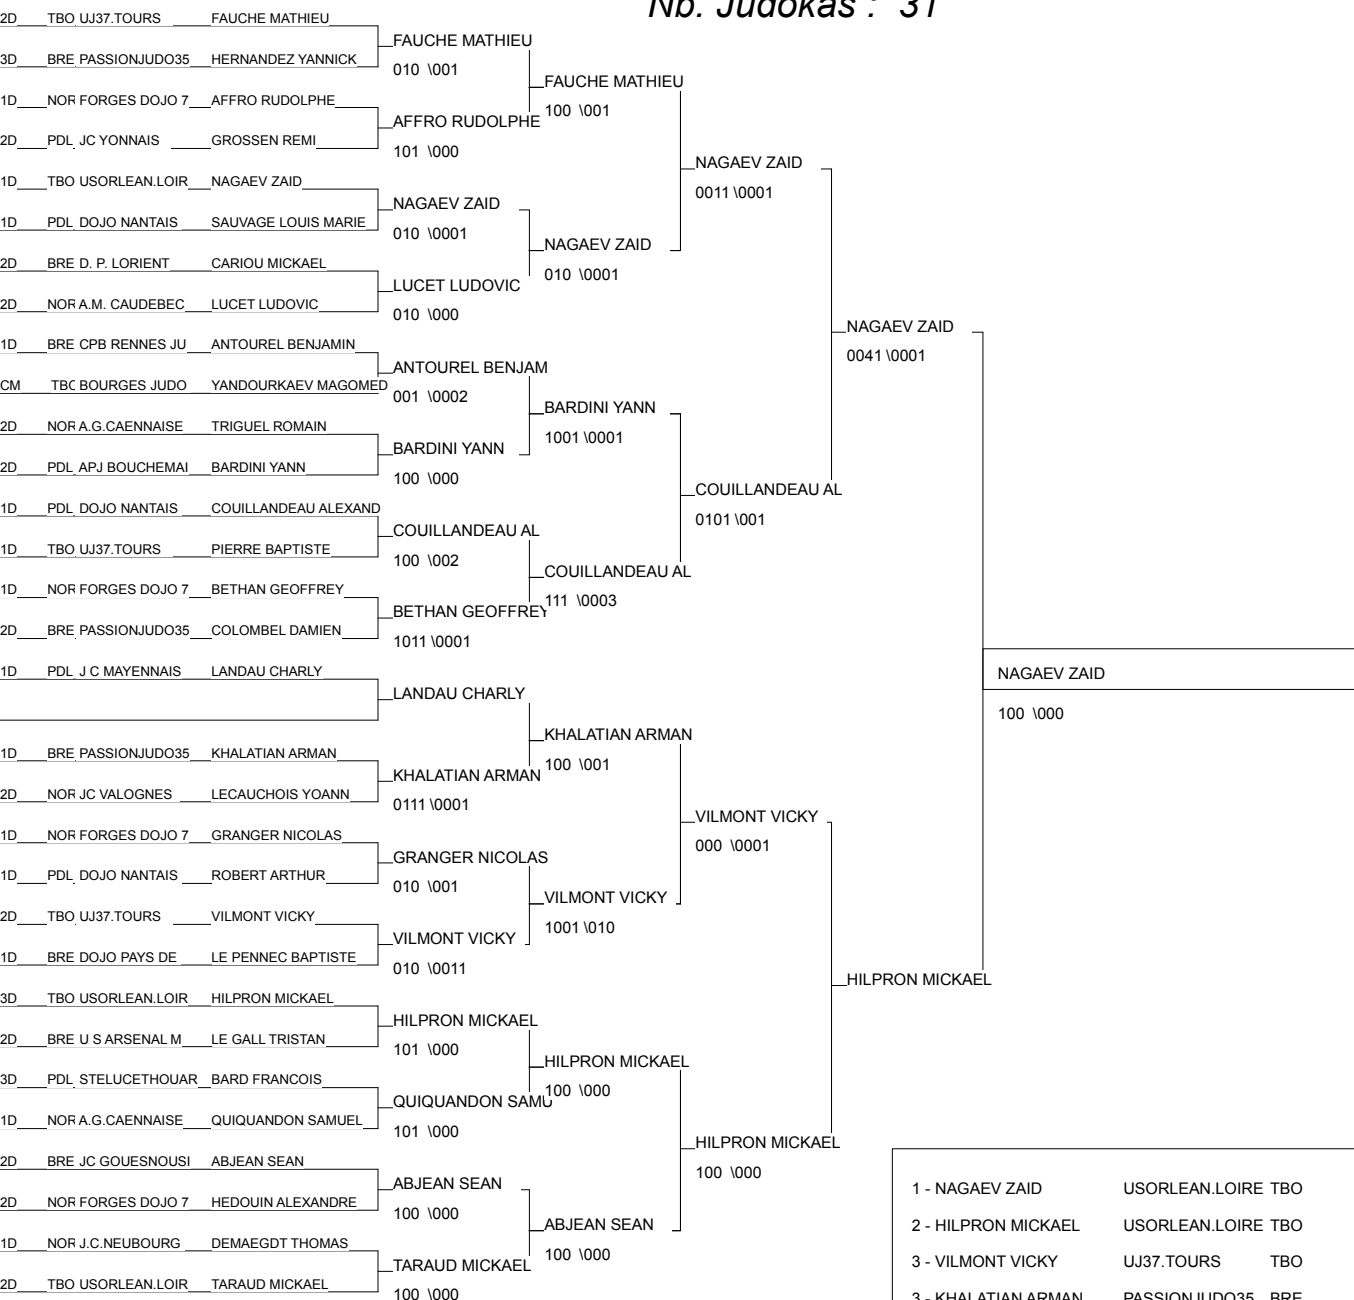 Nb. Judokas : 31
2D TBO UJ37.TOURS FAUCHE MATHIEU
3D BRE PASSIONJUDO35 HERNANDEZ YANNICK
1D NOR FORGES DOJO 7 AFFRO RUDOLPHE
2D PDL JC YONNAIS GROSSEN REMI
1D TBO USORLEAN.LOIR NAGAEV ZAID
1D PDL DOJO NANTAIS SAUVAGE LOUIS MARIE
2D BRE D. P. LORIENT CARIOU MICKAEL
2D NOR A.M. CAUDEBEC LUCET LUDOVIC
1D BRE CPB RENNES JU ANTOUREL BENJAMIN
CM TBO BOURGES JUDO YANDOURKAEV MAGOMED
2D NOR A.G.CAENNAISE TRIGUEL ROMAIN
2D PDL APJ BOUCHEMAI BARDINI YANN
1D PDL DOJO NANTAIS COUILLANDEAU ALEXAND
1D TBO UJ37.TOURS PIERRE BAPTISTE
1D NOR FORGES DOJO 7 BETHAN GEOFFREY
2D BRE PASSIONJUDO35 COLOMBEL DAMIEN
1D PDL J C MAYENNAIS LANDAU CHARLY
1D BRE PASSIONJUDO35 KHALATIAN ARMAN
2D NOR JC VALOGNES LECAUCHOIS YOANN
1D NOR FORGES DOJO 7 GRANGER NICOLAS
1D PDL DOJO NANTAIS ROBERT ARTHUR
2D TBO UJ37.TOURS VILMONT VICKY
1D BRE DOJO PAYS DE LE PENNEC BAPTISTE
3D TBO USORLEAN.LOIR HILPRON MICKAEL
2D BRE U S ARSENAL M LE GALL TRISTAN
3D PDL STELUCETHOUAR BARD FRANCOIS
1D NOR A.G.CAENNAISE QUIQUANDON SAMUEL
2D BRE JC GOUESNOUSI ABJEAN SEAN
2D NOR FORGES DOJO 7 HEDOUIN ALEXANDRE
1D NOR J.C.NEUBOURG DEMAEGDT THOMAS
2D TBO USORLEAN.LOIR TARAUD MICKAEL
FAUCHE MATHIEU
010 \001
AFFRO RUDOLPHE
101 \000
NAGAEV ZAID
010 \0001
LUCET LUDOVIC
010 \000
ANTOUREL BENJAM
001 \0002
BARDINI YANN
100 \000
COUILLANDEAU AL
100 \002
BETHAN GEOFFREY
1011 \0001
LANDAU CHARLY
KHALATIAN ARMAN
0111 \0001
GRANGER NICOLAS
010 \001
VILMONT VICKY
010 \0011
HILPRON MICKAEL
101 \000
QUIQUANDON SAMU
101 \000
ABJEAN SEAN
100 \000
TARAUD MICKAEL
100 \000
FAUCHE MATHIEU
100 \001
NAGAEV ZAID
010 \0001
BARDINI YANN
1001 \0001
COUILLANDEAU AL
111 \0003
KHALATIAN ARMAN
100 \001
VILMONT VICKY
1001 \010
HILPRON MICKAEL
100 \000
ABJEAN SEAN
100 \000
NAGAEV ZAID
0011 \0001
COUILLANDEAU AL
0101 \001
VILMONT VICKY
000 \0001
HILPRON MICKAEL
100 \000
NAGAEV ZAID
0041 \0001
HILPRON MICKAEL
NAGAEV ZAID
100 \000
1 - NAGAEV ZAID USORLEAN.LOIRE TBO
2 - HILPRON MICKAEL USORLEAN.LOIRE TBO
3 - VILMONT VICKY UJ37.TOURS TBO
3 - KHALATIAN ARMAN PASSIONJUDO35 BRE